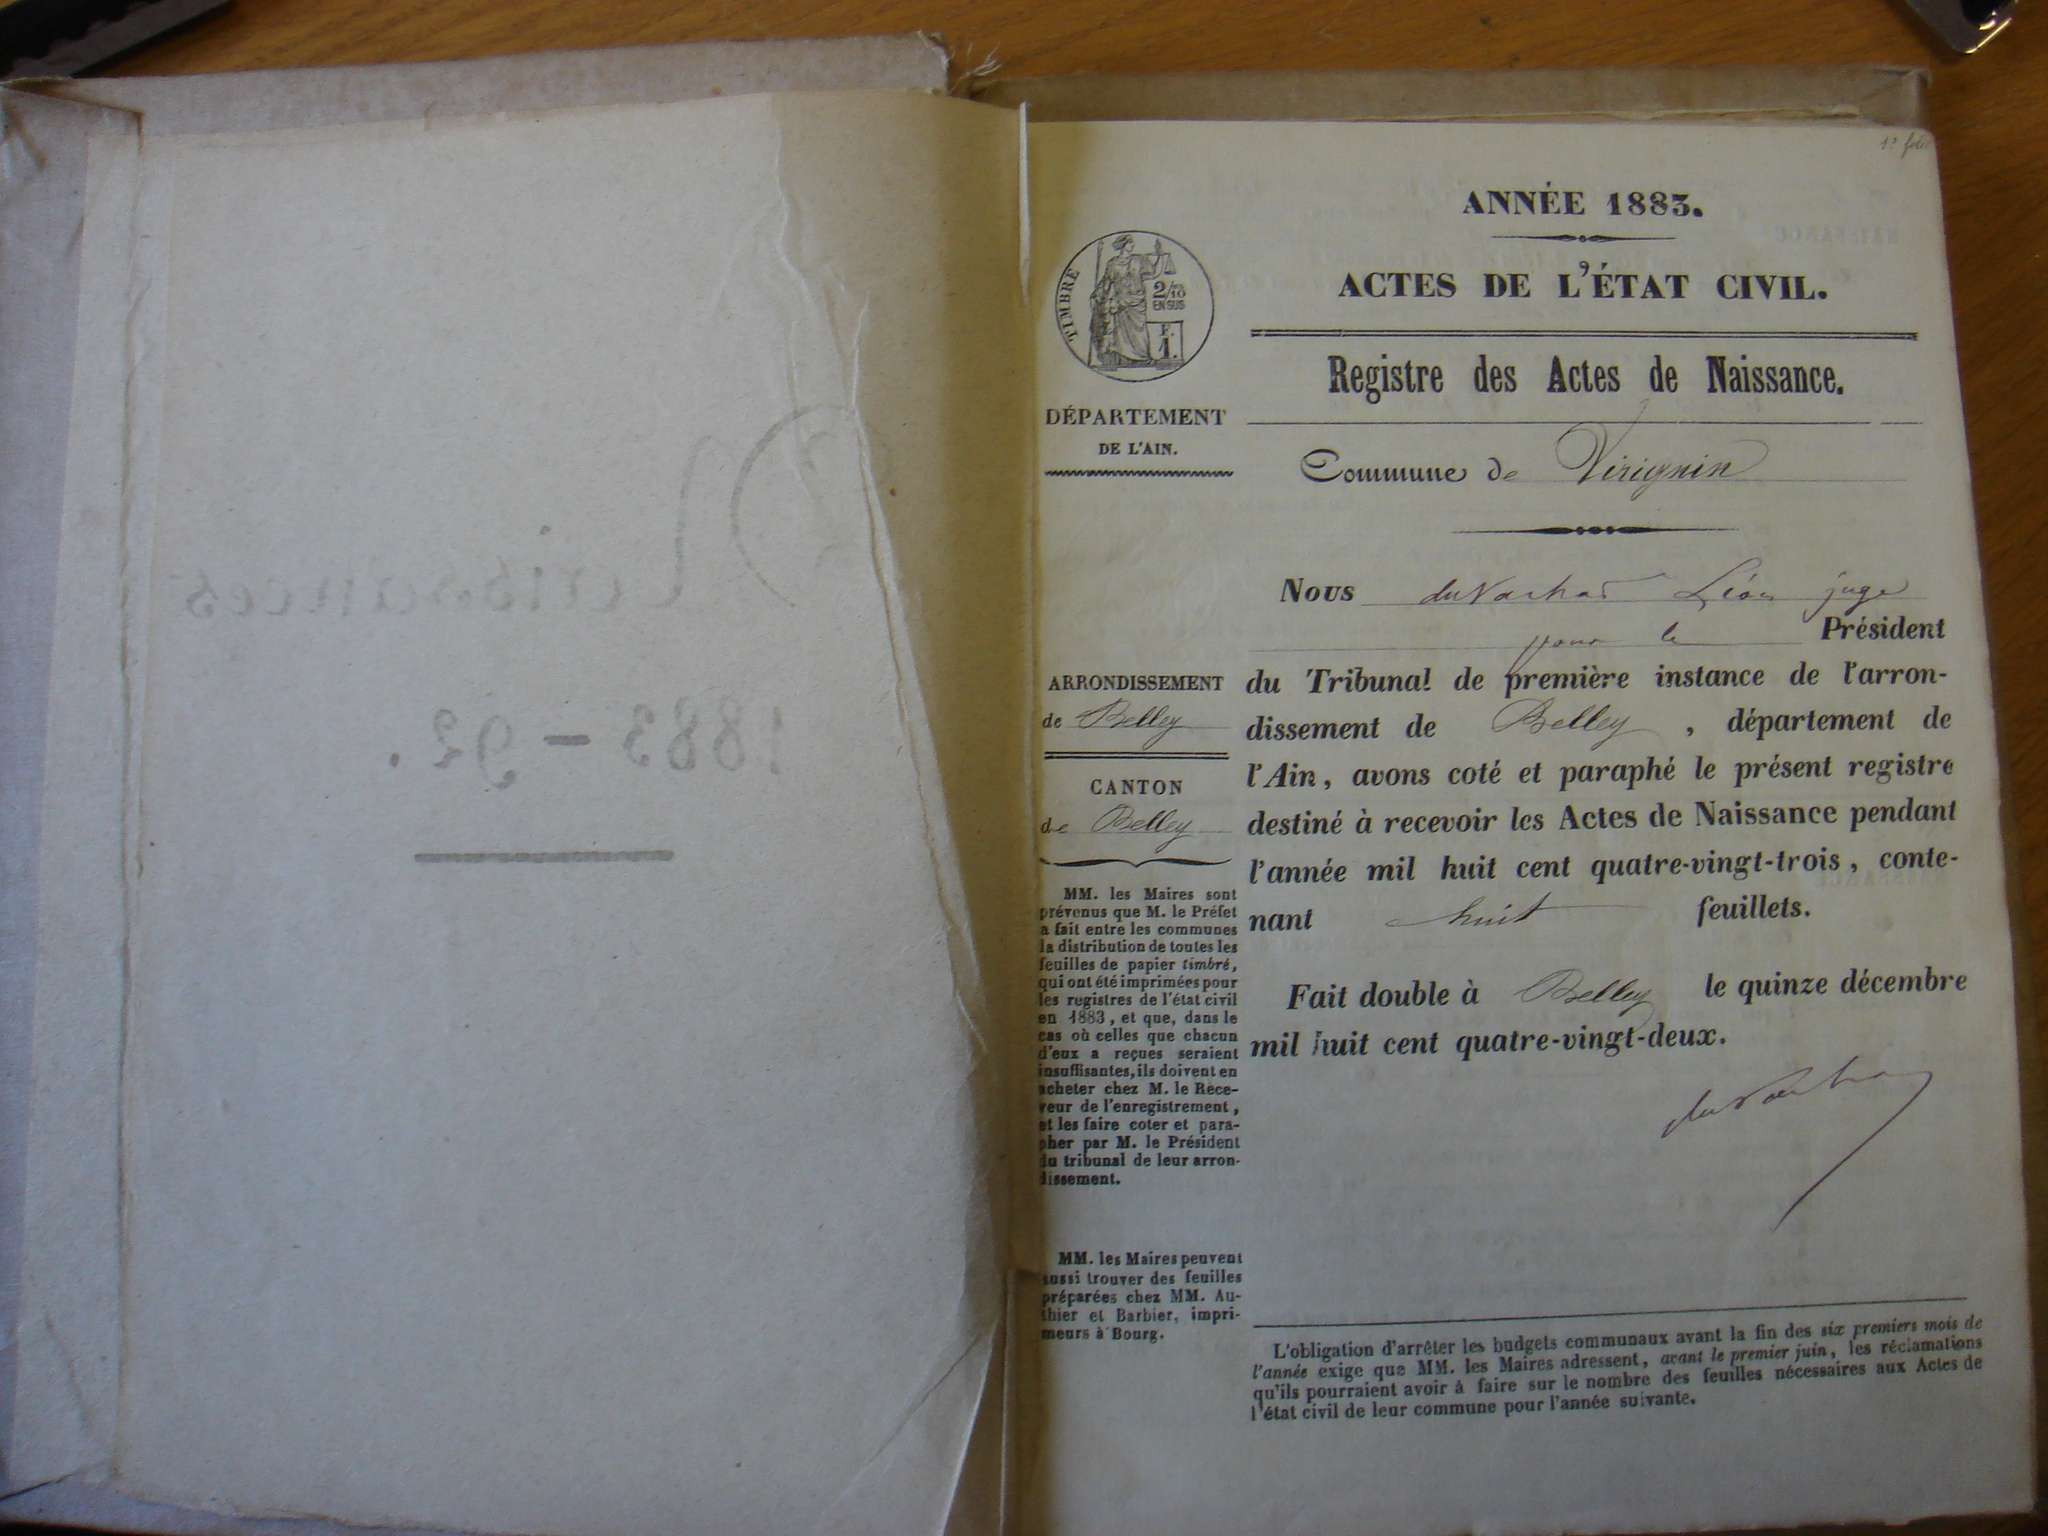 Naissances
1883 - 92.
1er folio
ANNÉE 1883.
ACTES DE L'ÉTAT CIVIL.
Registre des Actes de Naissance.
Commune de Virignin
TIMBRE
2/10
EN SUS
F.
1.
DÉPARTEMENT
DE L'AIN.
ARRONDISSEMENT
de Belley
CANTON
de Belley
MM. les Maires sont
prévenus que M. le Préfet
a fait entre les communes
la distribution de toutes les
feuilles de papier timbré,
qui ont été imprimées pour
les registres de l'état civil
en 1883, et que, dans le
cas où celles que chacun
d'eux a reçues seraient
insuffisantes, ils doivent en
acheter chez M. le Rece-
veur de l'enregistrement,
et les faire coter et para-
pher par M. le Président
du tribunal de leur arron-
dissement.
MM. les Maires peuvent
aussi trouver des feuilles
préparées chez MM. Au-
thier et Barbier, impri-
meurs à Bourg.
Nous Léon juge
pour le Président
du Tribunal de première instance de l'arron-
dissement de Belley, département de
l'Ain, avons coté et paraphé le présent registre
destiné à recevoir les Actes de Naissance pendant
l'année mil huit cent quatre-vingt-trois, conte-
nant huit feuillets.
Fait double à Belley le quinze décembre
mil huit cent quatre-vingt-deux.
L'obligation d'arrêter les budgets communaux avant la fin des six premiers mois de
l'année exige que MM. les Maires adressent, avant le premier juin, les réclamations
qu'ils pourraient avoir à faire sur le nombre des feuilles nécessaires aux Actes de
l'état civil de leur commune pour l'année suivante.